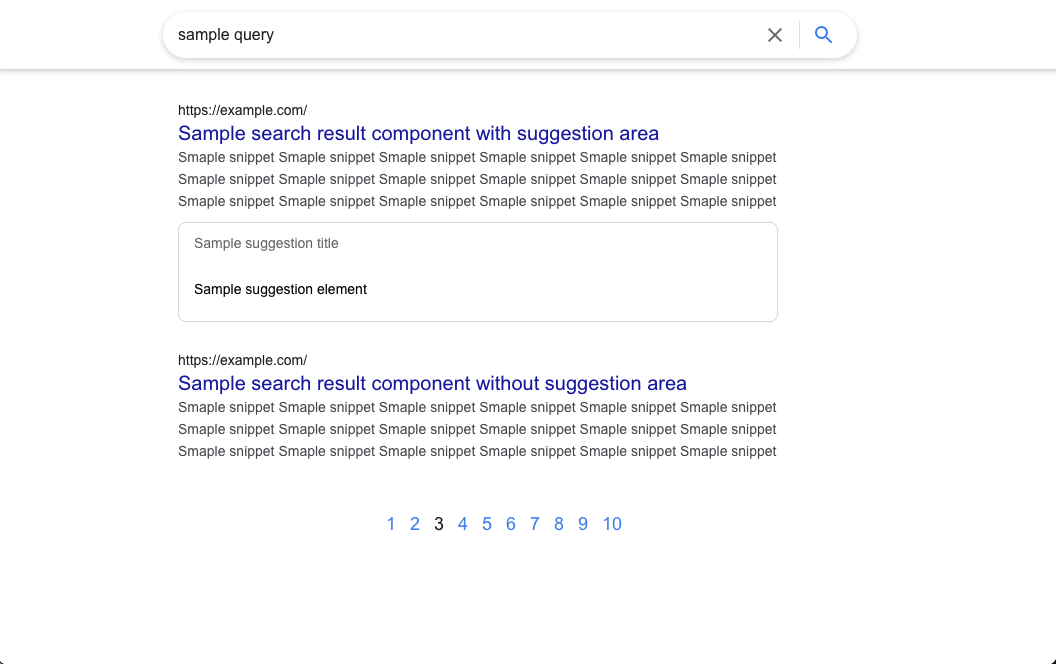 sample query
https://example.com/
Sample search result component with suggestion area
Smaple snippet Smaple snippet Smaple snippet Smaple snippet Smaple snippet Smaple snippet
Smaple snippet Smaple snippet Smaple snippet Smaple snippet Smaple snippet Smaple snippet
Smaple snippet Smaple snippet Smaple snippet Smaple snippet Smaple snippet Smaple snippet
Sample suggestion title
Sample suggestion element
https://example.com/
Sample search result component without suggestion area
Smaple snippet Smaple snippet Smaple snippet Smaple snippet Smaple snippet Smaple snippet
Smaple snippet Smaple snippet Smaple snippet Smaple snippet Smaple snippet Smaple snippet
Smaple snippet Smaple snippet Smaple snippet Smaple snippet Smaple snippet Smaple snippet
1 2 3 4 5 6 7 8 9 10